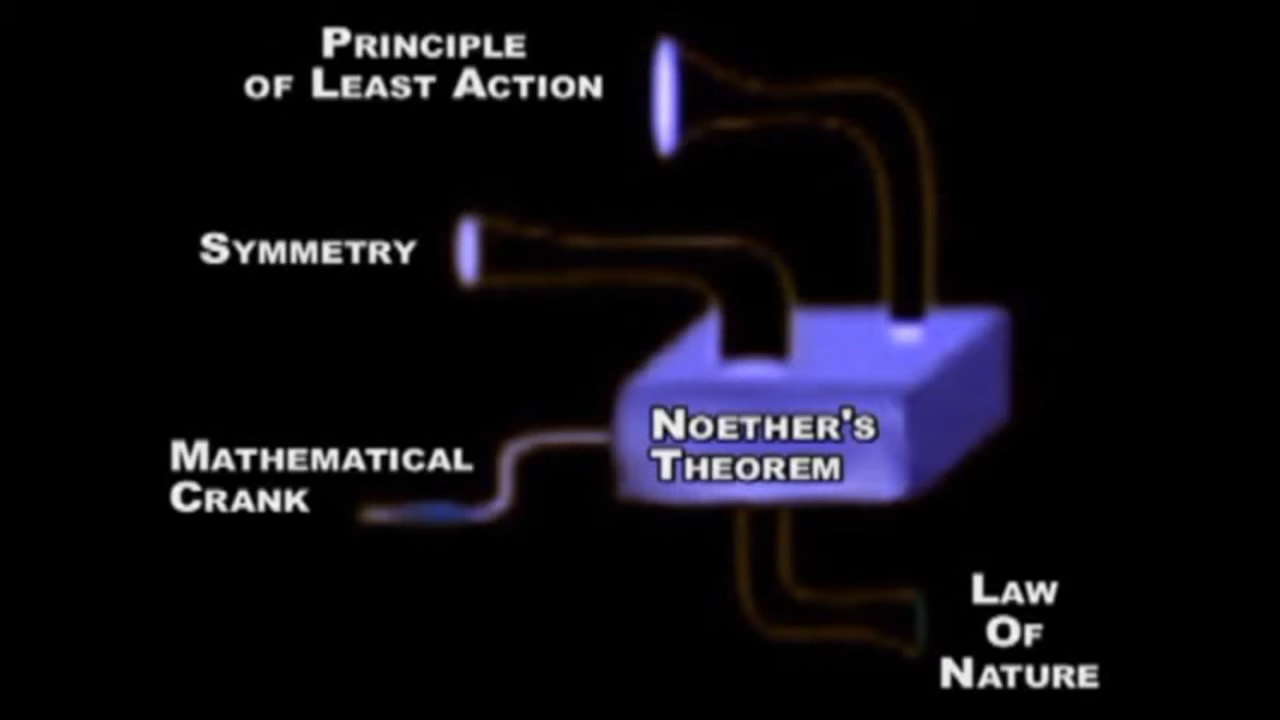 PRINCIPLE
OF LEAST ACTION
SYMMETRY
MATHEMATICAL
CRANK
NOETHER'S
THEOREM
LAW
OF
NATURE